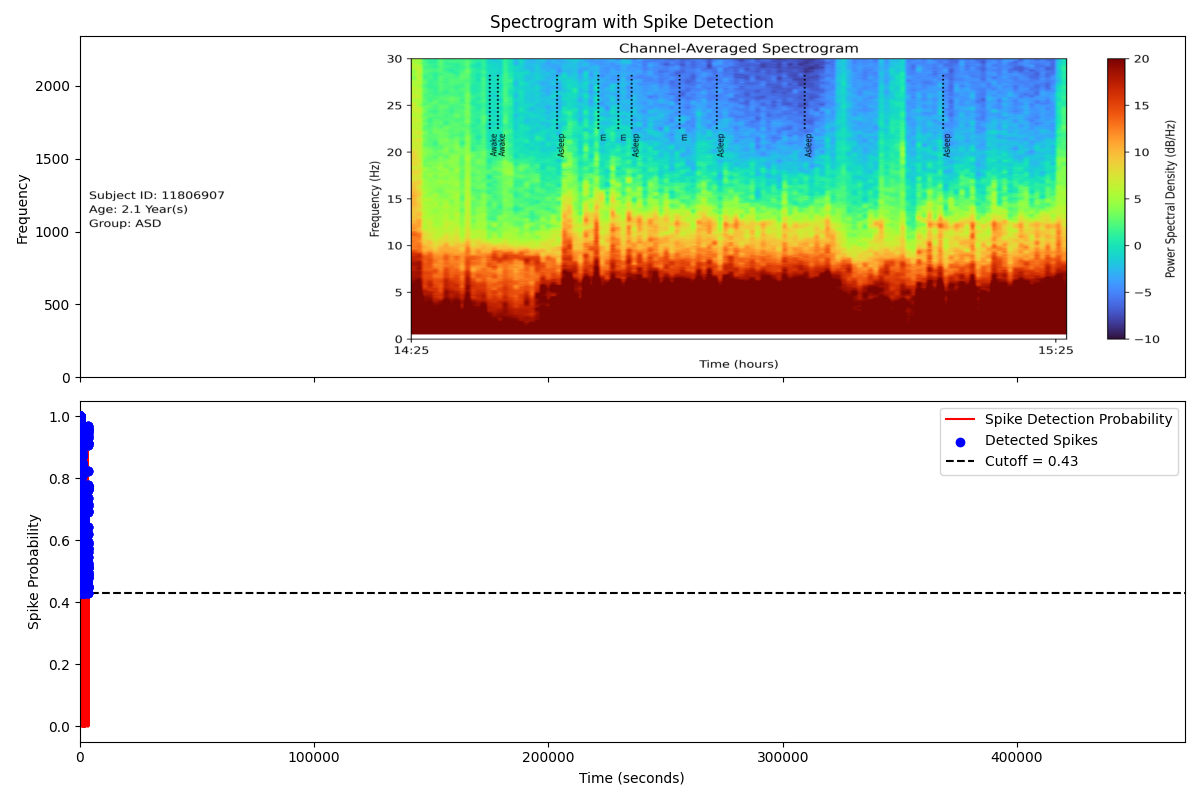 Spectrogram with Spike Detection
Channel-Averaged Spectrogram
Frequency
2000
1500
1000
500
0
Subject ID: 11806907
Age: 2.1 Year(s)
Group: ASD
Frequency (Hz)
30
25
20
15
10
5
0
Awake
Awake
Asleep
m
m
Asleep
m
Asleep
Asleep
Asleep
14:25
15:25
Time (hours)
20
15
10
5
0
−5
−10
Power Spectral Density (dB/Hz)
Spike Probability
1.0
0.8
0.6
0.4
0.2
0.0
Spike Detection Probability
Detected Spikes
Cutoff = 0.43
0
100000
200000
300000
400000
Time (seconds)